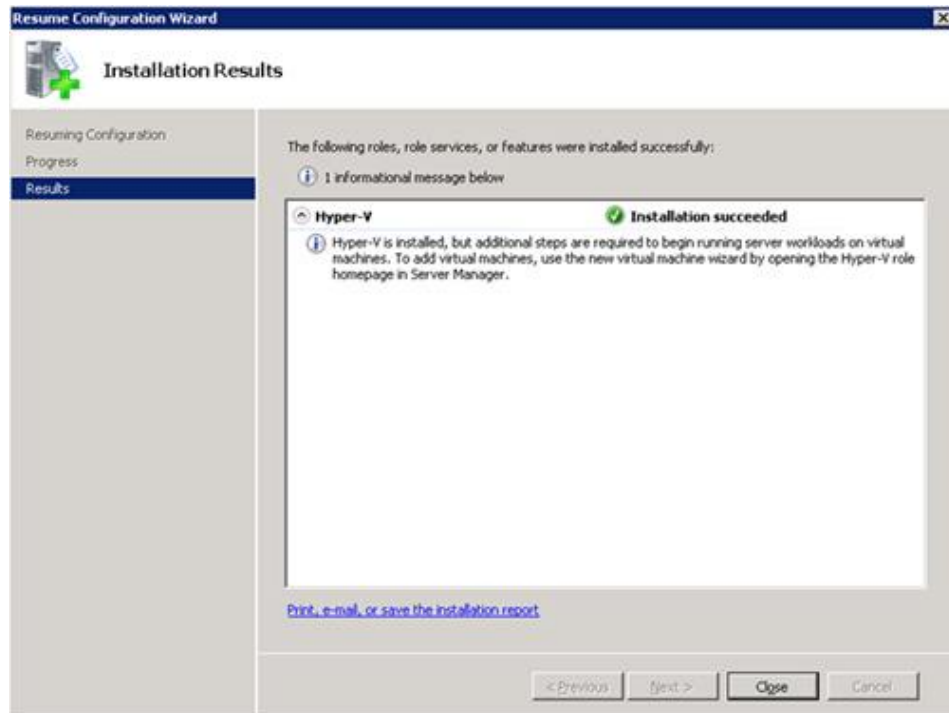 Resume Configuration Wizard
Installation Results
Resuming Configuration
Progress
Results
The following roles, role services, or features were installed successfully:
1 informational message below
Hyper-V Installation succeeded
Hyper-V is installed, but additional steps are required to begin running server workloads on virtual
machines. To add virtual machines, use the new virtual machine wizard by opening the Hyper-V role
homepage in Server Manager.
Print, e-mail, or save the installation report
< Previous Next > Close Cancel